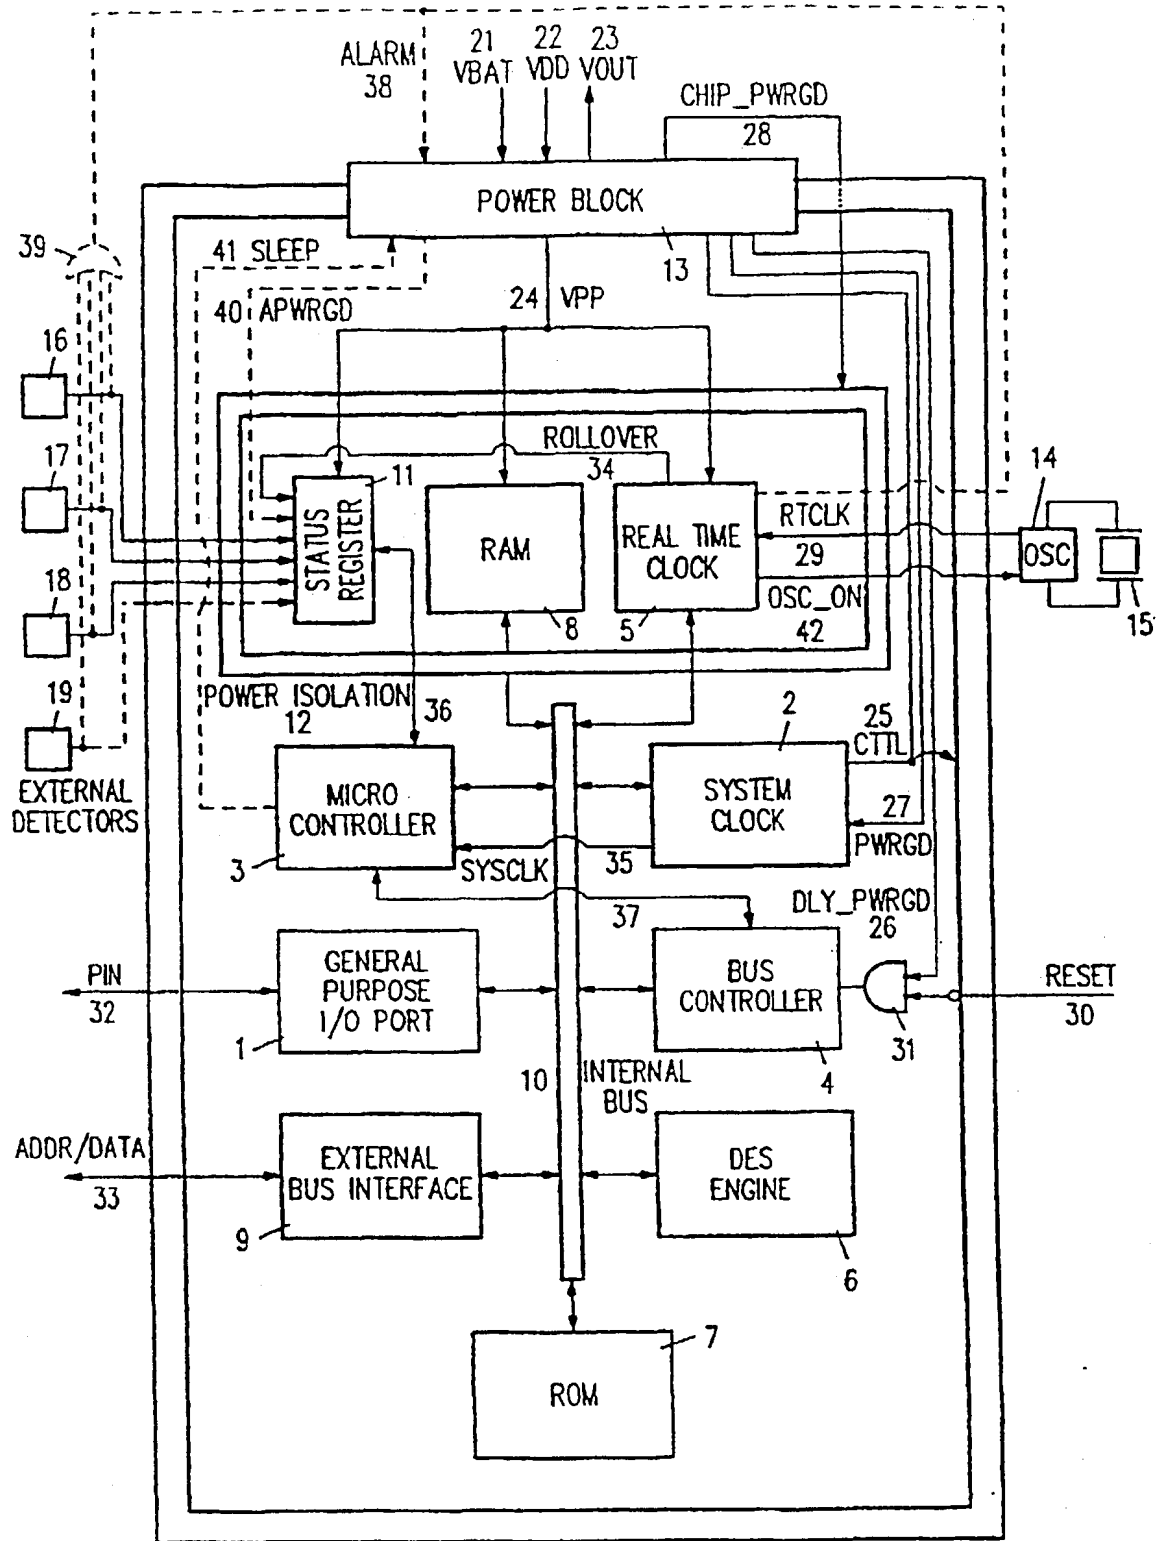 ALARM
38
21
VBAT
22
VDD
23
VOUT
CHIP_PWRGD
28
POWER BLOCK
13
39
41 SLEEP
40 APWRGD
24 VPP
16
17
18
19
EXTERNAL
DETECTORS
ROLLOVER
34
11
STATUS
REGISTER
RAM
8
REAL TIME
CLOCK
5
RTCLK
29
OSC_ON
42
14
OSC
15
POWER ISOLATION
12
36
2
25
CTTL
MICRO
CONTROLLER
3
SYSTEM
CLOCK
27
PWRGD
SYSCLK
35
37
DLY_PWRGD
26
PIN
32
GENERAL
PURPOSE
I/O PORT
1
BUS
CONTROLLER
4
31
RESET
30
10
INTERNAL
BUS
ADDR/DATA
33
EXTERNAL
BUS INTERFACE
9
DES
ENGINE
6
7
ROM